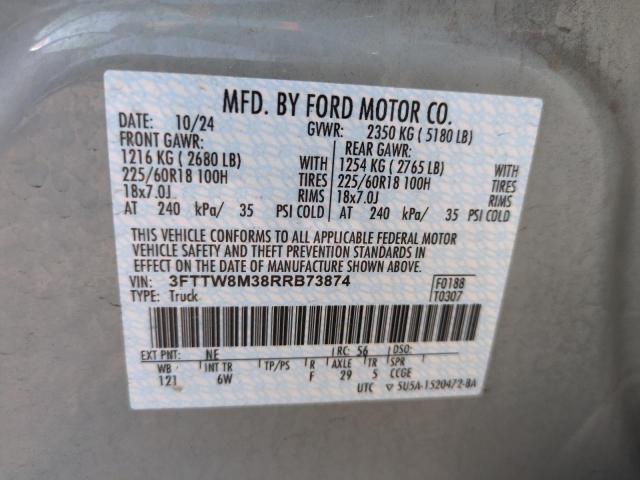 MFD. BY FORD MOTOR CO.
DATE: 10/24 GVWR: 2350 KG ( 5180 LB)
FRONT GAWR: REAR GAWR:
1216 KG ( 2680 LB) WITH 1254 KG ( 2765 LB) WITH
225/60R18 100H TIRES 225/60R18 100H TIRES
18x7.0J RIMS 18x7.0J RIMS
AT 240 kPa/ 35 PSI COLD AT 240 kPa/ 35 PSI COLD
THIS VEHICLE CONFORMS TO ALL APPLICABLE FEDERAL MOTOR
VEHICLE SAFETY AND THEFT PREVENTION STANDARDS IN
EFFECT ON THE DATE OF MANUFACTURE SHOWN ABOVE.
VIN: 3FTTW8M38RRB73874 F0188
TYPE: Truck T0307
EXT PNT: NE RC: 56 DSO:
WB INT TR TP/PS R AXLE TR SPR
121 6W F 29 5 CCGE
UTC ▽ 5U5A-1520472-BA